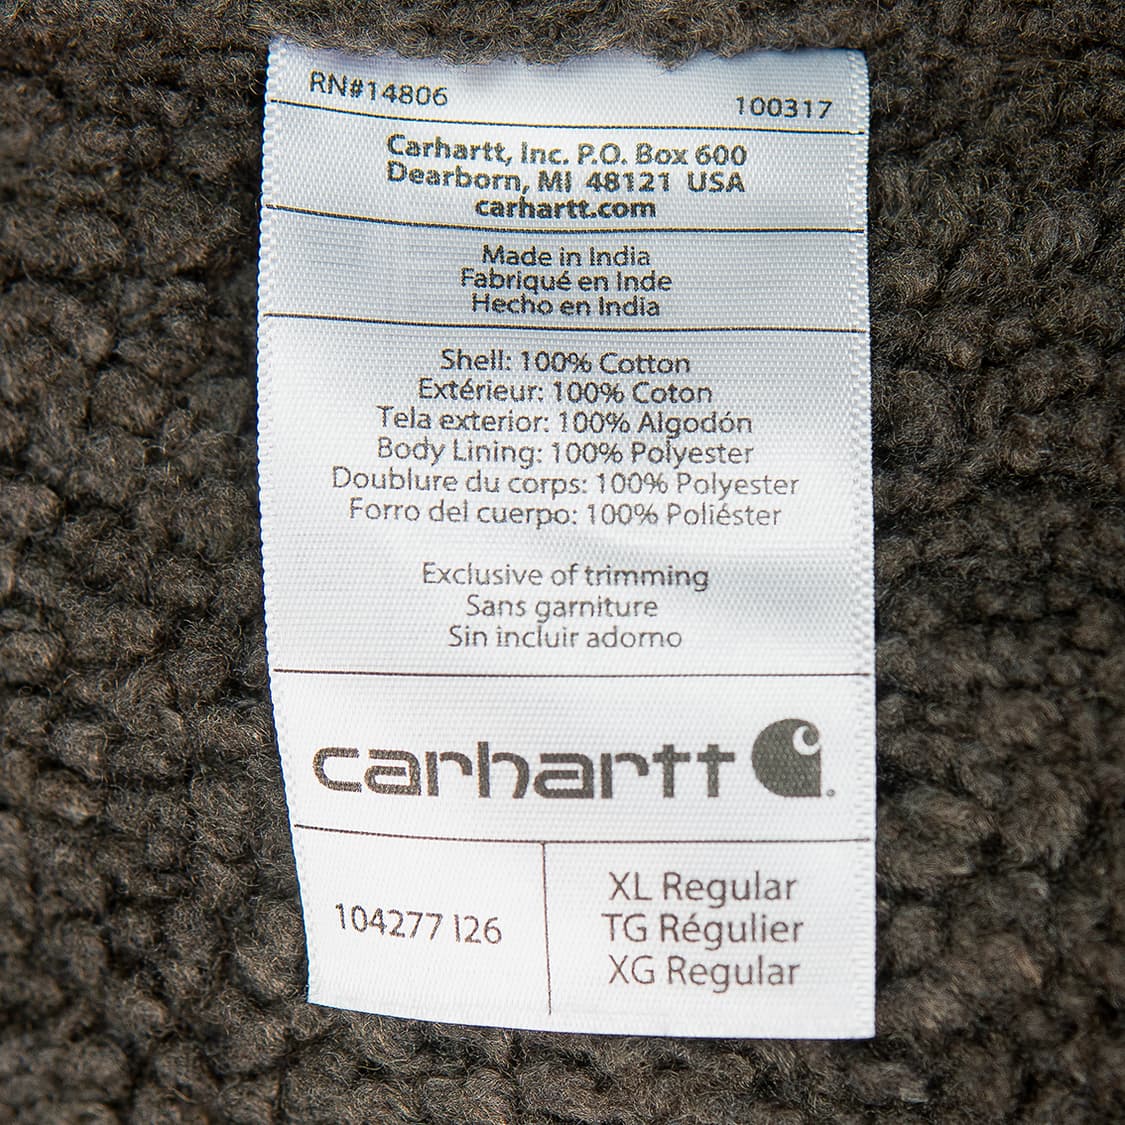 RN#14806 100317
Carhartt, Inc. P.O. Box 600
Dearborn, MI 48121 USA
carhartt.com
Made in India
Fabriqué en Inde
Hecho en India
Shell: 100% Cotton
Extérieur: 100% Coton
Tela exterior: 100% Algodón
Body Lining: 100% Polyester
Doublure du corps: 100% Polyester
Forro del cuerpo: 100% Poliéster
Exclusive of trimming
Sans garniture
Sin incluir adorno
carhartt
104277 I26
XL Regular
TG Régulier
XG Regular